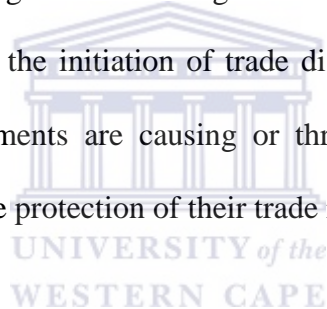 the initiation of trade di
ments are causing or thr
e protection of their trade
UNIVERSITY of the
WESTERN CAPE